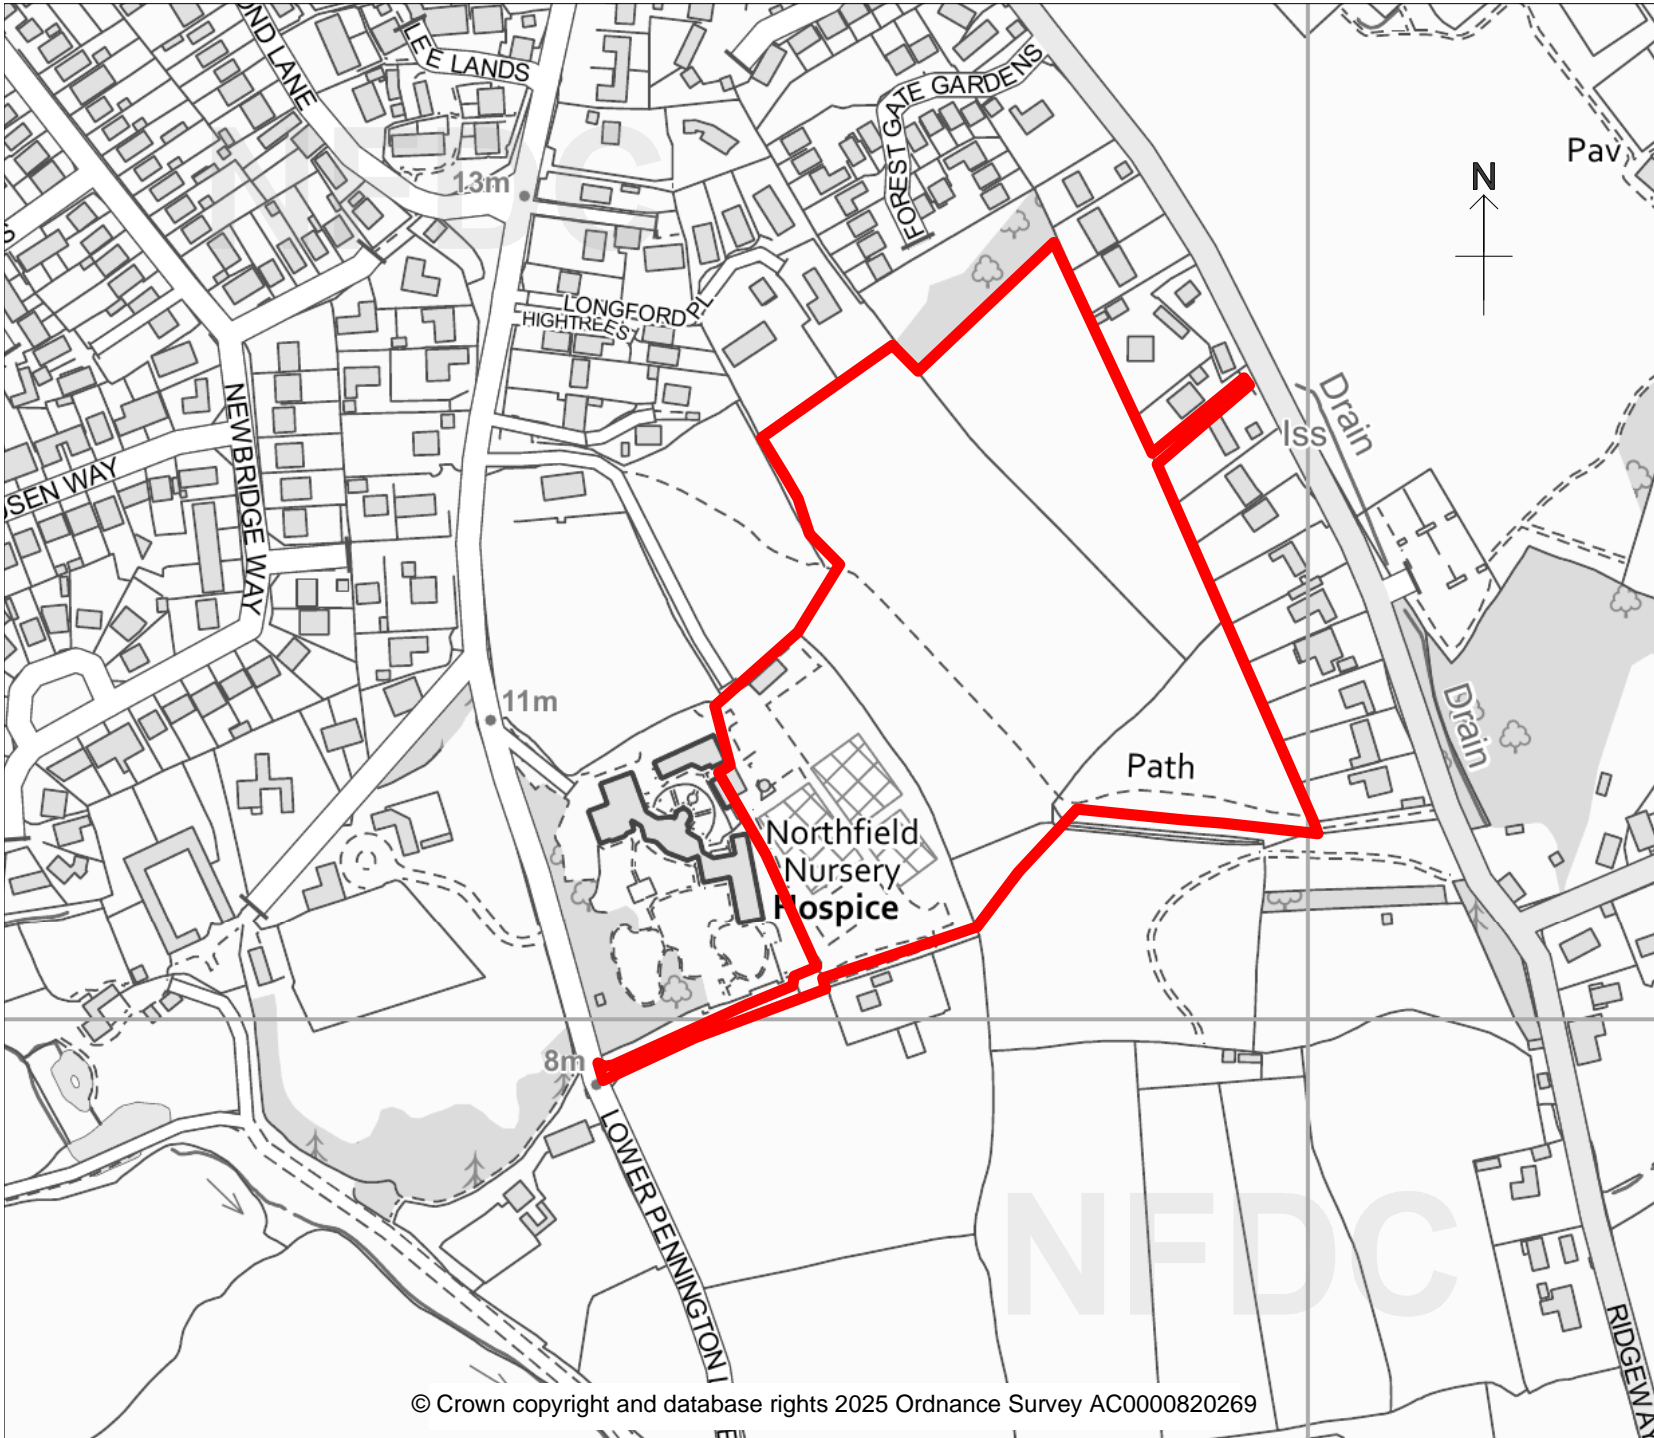 OND LANE
LEE LANDS
FOREST GATE GARDENS
Pav
NFDC
13m
N
LONGFORD PL
HIGHTREES
NEWBRIDGE WAY
Drain
Iss
SEN WAY
11m
Drain
Path
Northfield
Nursery
Hospice
8m
LOWER PENNINGTON L
E
NFDC
RIDGEWAY
© Crown copyright and database rights 2025 Ordnance Survey AC0000820269